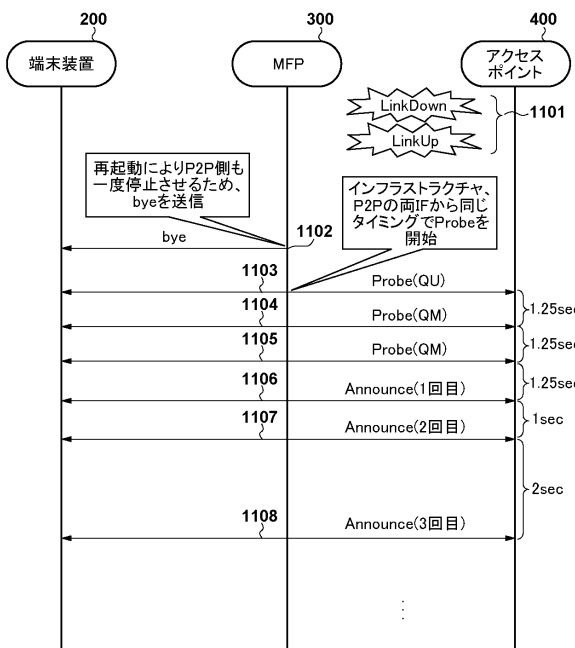 200
300
400
端末装置
MFP
アクセス
ポイント
LinkDown
LinkUp
1101
再起動によりP2P側も
一度停止させるため、
byeを送信
インフラストラクチャ、
P2Pの両IFから同じ
タイミングでProbeを
開始
1102
bye
1103
Probe(QU)
1104
Probe(QM)
1.25sec
1105
Probe(QM)
1.25sec
1106
Announce(1回目)
1.25sec
1107
Announce(2回目)
1sec
2sec
1108
Announce(3回目)